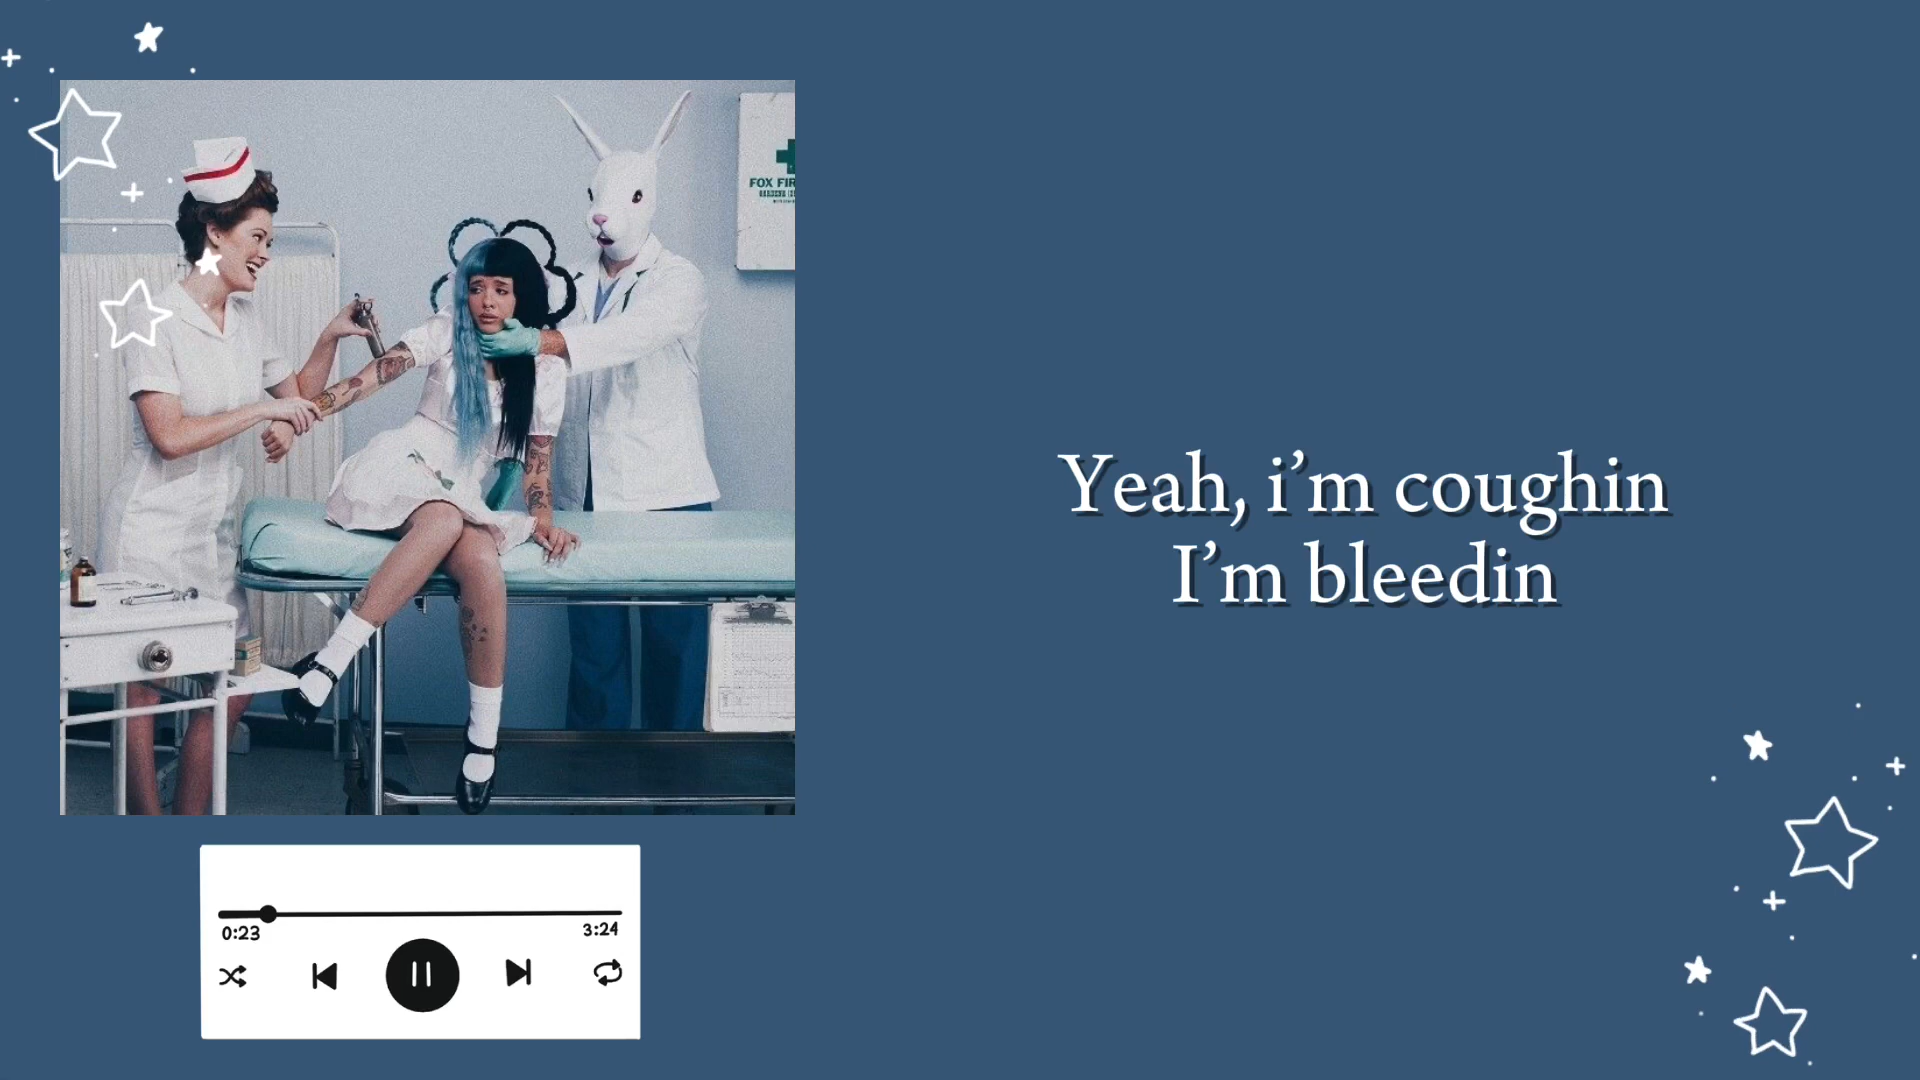 FOX FIR
Yeah, i’m coughin
I’m bleedin
0:23
3:24